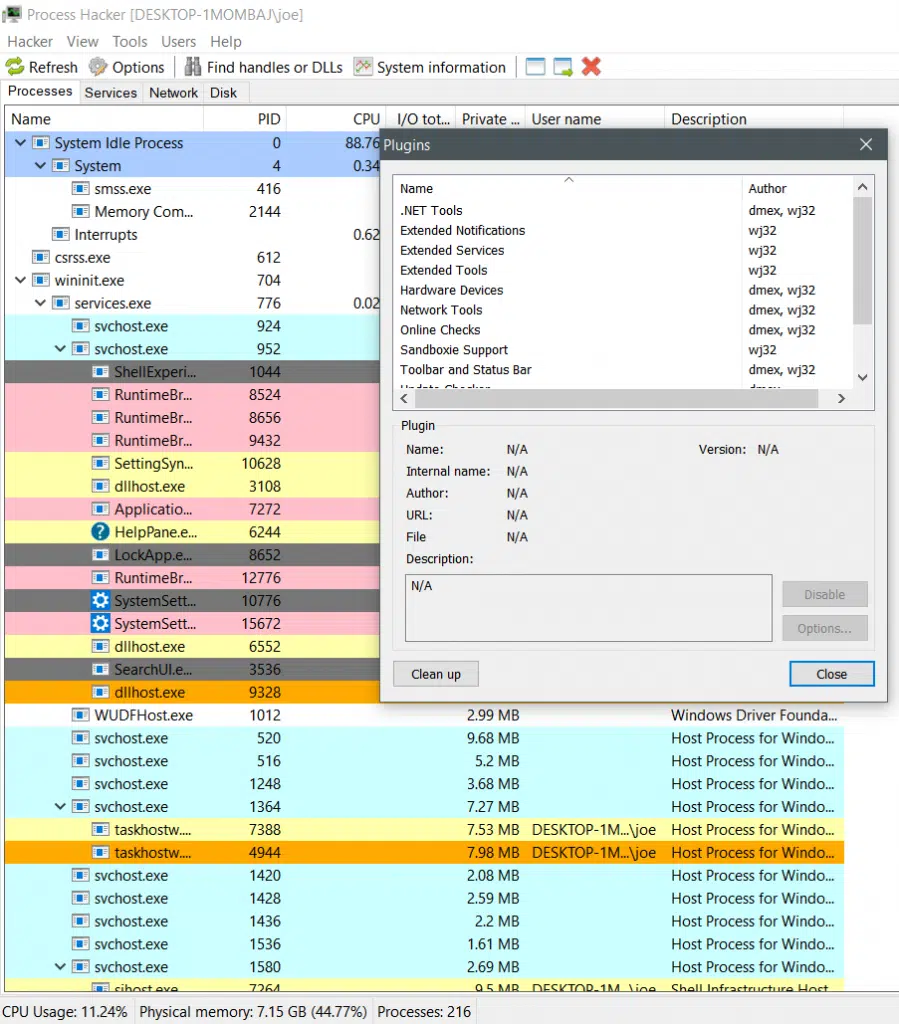 Process Hacker [DESKTOP-1MOMBAJ\joe]
Hacker View Tools Users Help
Refresh Options Find handles or DLLs System information
Processes Services Network Disk
Name PID CPU I/O tot... Private ... User name Description
System Idle Process 0 88.76
System 4 0.34
smss.exe 416
Memory Com... 2144
Interrupts 0.62
csrss.exe 612
wininit.exe 704
services.exe 776 0.02
svchost.exe 924
svchost.exe 952
ShellExperi... 1044
RuntimeBr... 8524
RuntimeBr... 8656
RuntimeBr... 9432
SettingSyn... 10628
dllhost.exe 3108
Applicatio... 7272
HelpPane.e... 6244
LockApp.e... 8652
RuntimeBr... 12776
SystemSett... 10776
SystemSett... 15672
dllhost.exe 6552
SearchUI.e... 3536
dllhost.exe 9328
WUDFHost.exe 1012 2.99 MB Windows Driver Founda...
svchost.exe 520 9.68 MB Host Process for Windo...
svchost.exe 516 5.2 MB Host Process for Windo...
svchost.exe 1248 3.68 MB Host Process for Windo...
svchost.exe 1364 7.27 MB Host Process for Windo...
taskhostw.... 7388 7.53 MB DESKTOP-1M...\joe Host Process for Windo...
taskhostw.... 4944 7.98 MB DESKTOP-1M...\joe Host Process for Windo...
svchost.exe 1420 2.08 MB Host Process for Windo...
svchost.exe 1428 2.59 MB Host Process for Windo...
svchost.exe 1436 2.2 MB Host Process for Windo...
svchost.exe 1536 1.61 MB Host Process for Windo...
svchost.exe 1580 2.69 MB Host Process for Windo...
sihost.exe 7264 9.5 MB DESKTOP-1M...\joe Shell Infrastructure Host
CPU Usage: 11.24% Physical memory: 7.15 GB (44.77%) Processes: 216
Plugins
Name Author
.NET Tools dmex, wj32
Extended Notifications wj32
Extended Services wj32
Extended Tools wj32
Hardware Devices dmex, wj32
Network Tools dmex, wj32
Online Checks dmex, wj32
Sandboxie Support wj32
Toolbar and Status Bar dmex, wj32
Update Checker dmex
Plugin
Name: N/A Version: N/A
Internal name: N/A
Author: N/A
URL: N/A
File N/A
Description:
N/A
Disable
Options...
Clean up Close